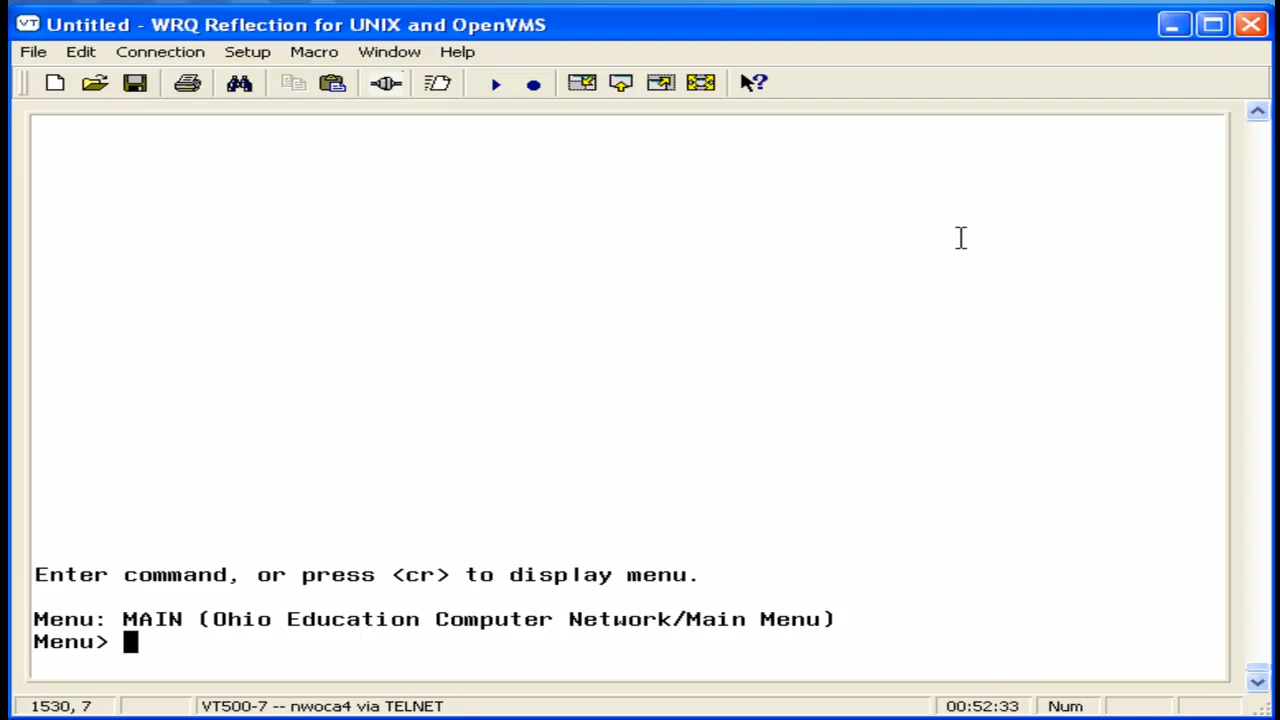 VT Untitled - WRQ Reflection for UNIX and OpenVMS
File Edit Connection Setup Macro Window Help
Enter command, or press <cr> to display menu.
Menu: MAIN (Ohio Education Computer Network/Main Menu)
Menu>
1530, 7 VT500-7 -- nwoca4 via TELNET 00:52:33 Num